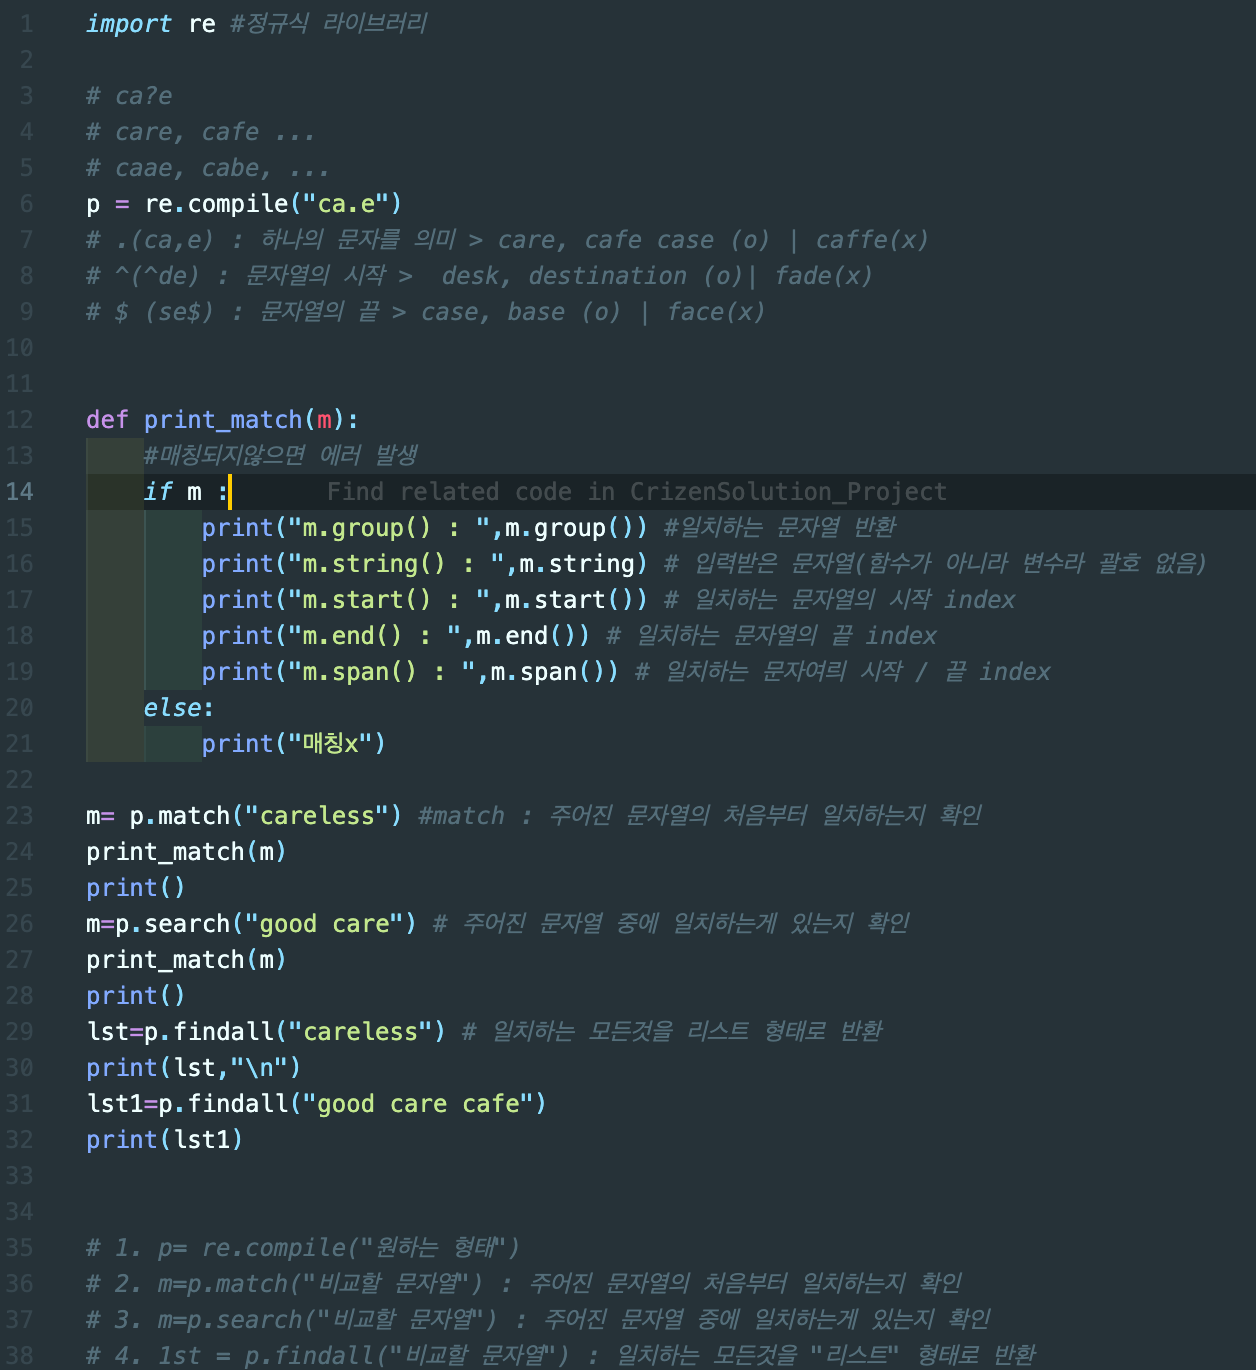 1 import re #정규식 라이브러리
2
3 # ca?e
4 # care, cafe ...
5 # caae, cabe, ...
6 p = re.compile("ca.e")
7 # .(ca,e) : 하나의 문자를 의미 > care, cafe case (o) | caffe(x)
8 # ^(^de) : 문자열의 시작 >  desk, destination (o)| fade(x)
9 # $ (se$) : 문자열의 끝 > case, base (o) | face(x)
10
11
12 def print_match(m):
13     #매칭되지않으면 에러 발생
14     if m :       Find related code in CrizenSolution_Project
15         print("m.group() : ",m.group()) #일치하는 문자열 반환
16         print("m.string() : ",m.string) # 입력받은 문자열(함수가 아니라 변수라 괄호 없음)
17         print("m.start() : ",m.start()) # 일치하는 문자열의 시작 index
18         print("m.end() : ",m.end()) # 일치하는 문자열의 끝 index
19         print("m.span() : ",m.span()) # 일치하는 문자여릐 시작 / 끝 index
20     else:
21         print("매칭x")
22
23 m= p.match("careless") #match : 주어진 문자열의 처음부터 일치하는지 확인
24 print_match(m)
25 print()
26 m=p.search("good care") # 주어진 문자열 중에 일치하는게 있는지 확인
27 print_match(m)
28 print()
29 lst=p.findall("careless") # 일치하는 모든것을 리스트 형태로 반환
30 print(lst,"\n")
31 lst1=p.findall("good care cafe")
32 print(lst1)
33
34
35 # 1. p= re.compile("원하는 형태")
36 # 2. m=p.match("비교할 문자열") : 주어진 문자열의 처음부터 일치하는지 확인
37 # 3. m=p.search("비교할 문자열") : 주어진 문자열 중에 일치하는게 있는지 확인
38 # 4. 1st = p.findall("비교할 문자열") : 일치하는 모든것을 "리스트" 형태로 반환